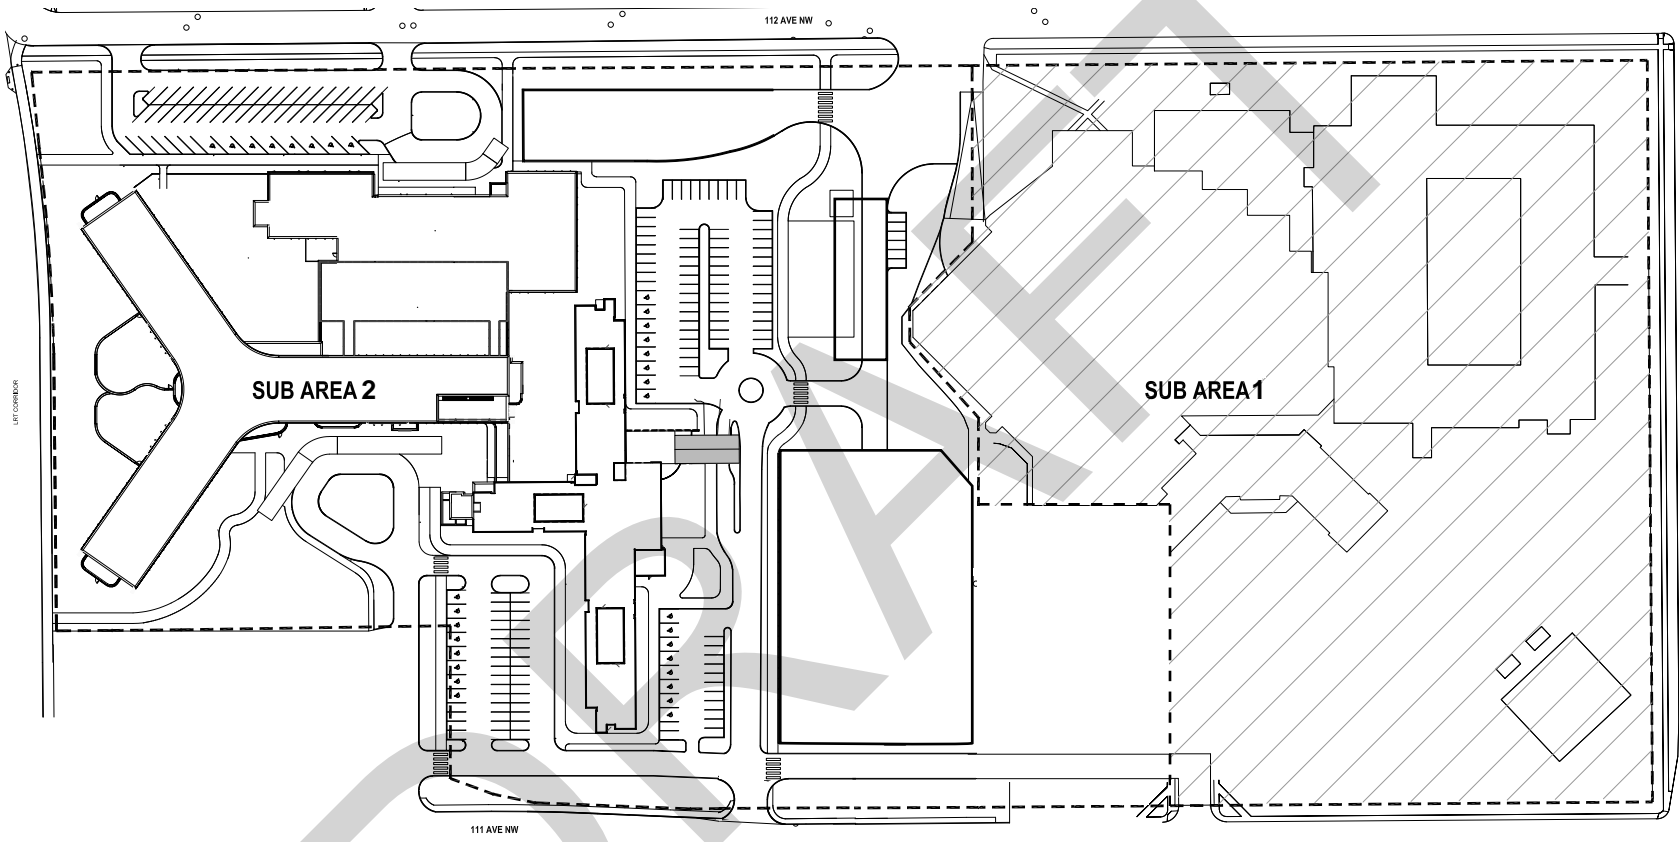 112 AVE NW
SUB AREA 2
SUB AREA 1
LRT CORRIDOR
111 AVE NW
DRAFT